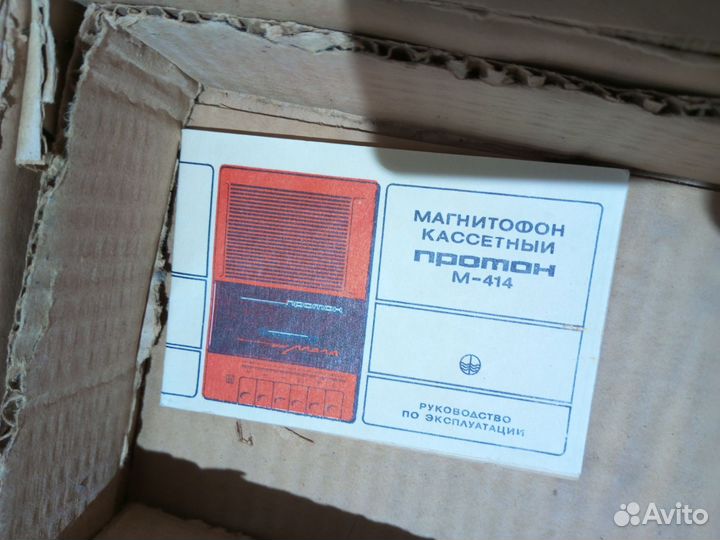 МАГНИТОФОН
КАССЕТНЫЙ
протон
М-414
протон
РУКОВОДСТВО
ПО ЭКСПЛУАТАЦИИ
Avito